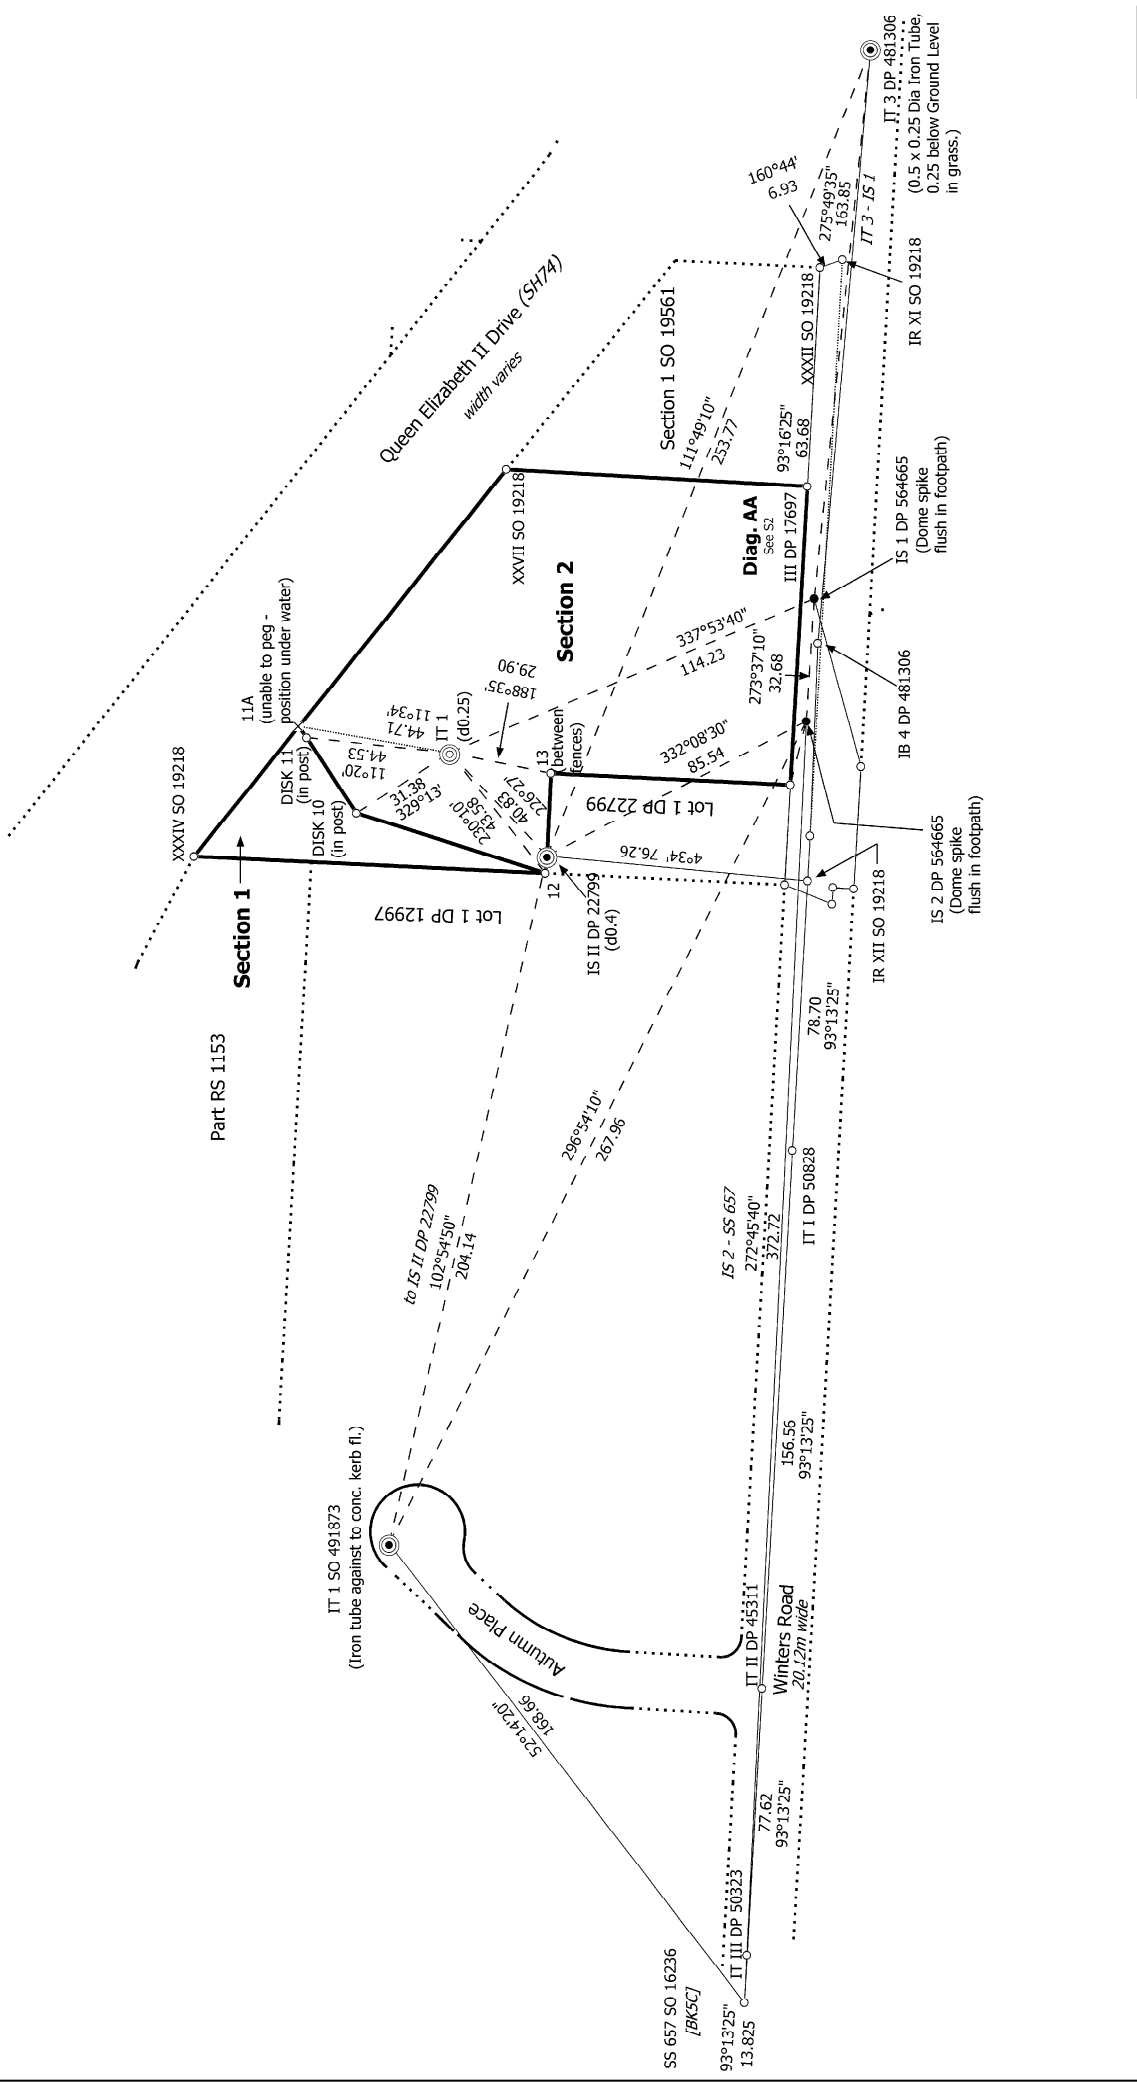 IT 3 DP 481306
(0.5 x 0.25 Dia Iron Tube,
0.25 below Ground Level
in grass.)
160°44'
6.93
275°49'35"
163.85
IT 3 - IS 1
IR XI SO 19218
XXXII SO 19218
Queen Elizabeth II Drive (SH74)
width varies
Section 1 SO 19561
111°49'10"
253.77
93°16'25"
63.68
XXVII SO 19218
Diag. AA
See S2
III DP 17697
IS 1 DP 564665
(Dome spike
flush in footpath)
Section 2
337°53'40"
114.23
273°37'10"
32.68
IB 4 DP 481306
11A
(unable to peg -
position under water)
188°35'
29.90
11°34'
44.71
IT 1
(d0.25)
44.53
11°20'
DISK 11
(in post)
31.38
329°13'
DISK 10
(in post)
230°10'
43.58
40.83
226°27'
13
(between
fences)
332°08'30"
85.54
Lot 1 DP 22799
XXXIV SO 19218
Section 1
Lot 1 DP 12997
12
IS II DP 22799
(d0.4)
4°34' 76.26
IR XII SO 19218
IS 2 DP 564665
(Dome spike
flush in footpath)
78.70
93°13'25"
Part RS 1153
296°54'10"
267.96
to IS II DP 22799
102°54'50"
204.14
IS 2 - SS 657
272°45'40"
372.72
IT I DP 50828
156.56
93°13'25"
IT 1 SO 491873
(Iron tube against to conc. kerb fl.)
Autumn Place
52°14'20"
168.66
IT II DP 45311
Winters Road
20.12m wide
77.62
93°13'25"
IT III DP 50323
SS 657 SO 16236
[BK5C]
93°13'25"
13.825